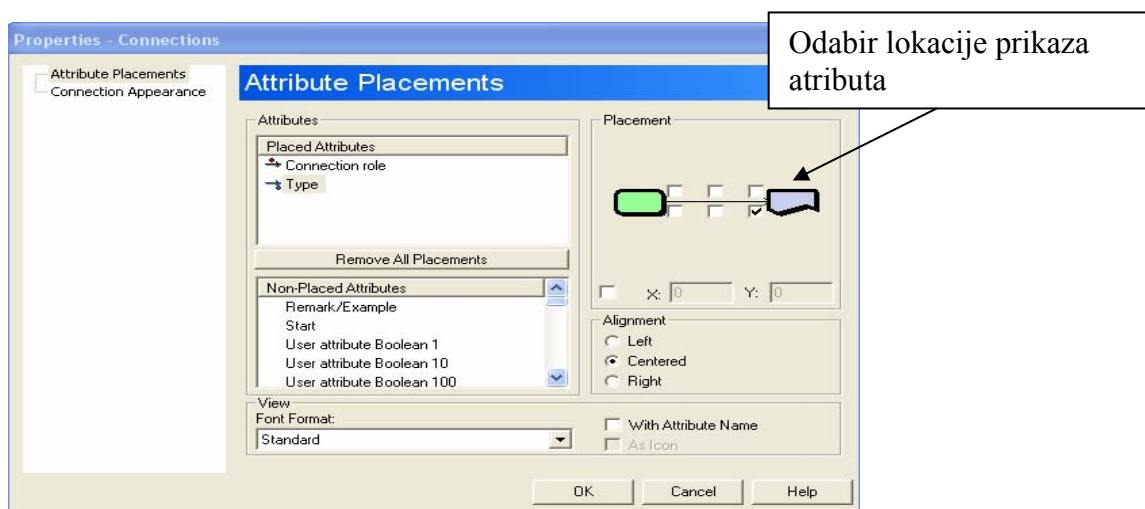 Properties - Connections
Odabir lokacije prikaza
atributa
Attribute Placements
Connection Appearance
Attribute Placements
Attributes
Placed Attributes
Connection role
Type
Remove All Placements
Non-Placed Attributes
Remark/Example
Start
User attribute Boolean 1
User attribute Boolean 10
User attribute Boolean 100
Placement
X: 0 Y: 0
Alignment
Left
Centered
Right
View
Font Format:
Standard
With Attribute Name
As Icon
OK Cancel Help